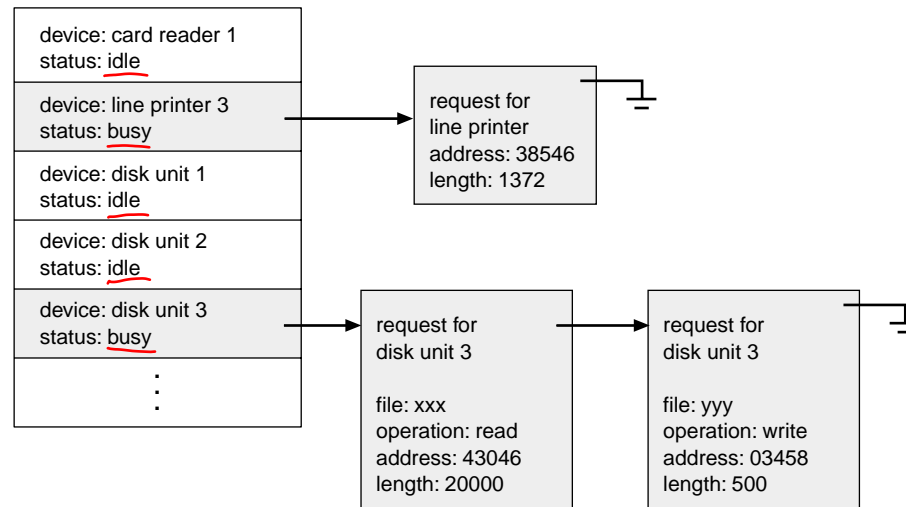 device: card reader 1
status: idle
device: line printer 3
status: busy
device: disk unit 1
status: idle
device: disk unit 2
status: idle
device: disk unit 3
status: busy
request for
line printer
address: 38546
length: 1372
request for
disk unit 3
file: xxx
operation: read
address: 43046
length: 20000
request for
disk unit 3
file: yyy
operation: write
address: 03458
length: 500